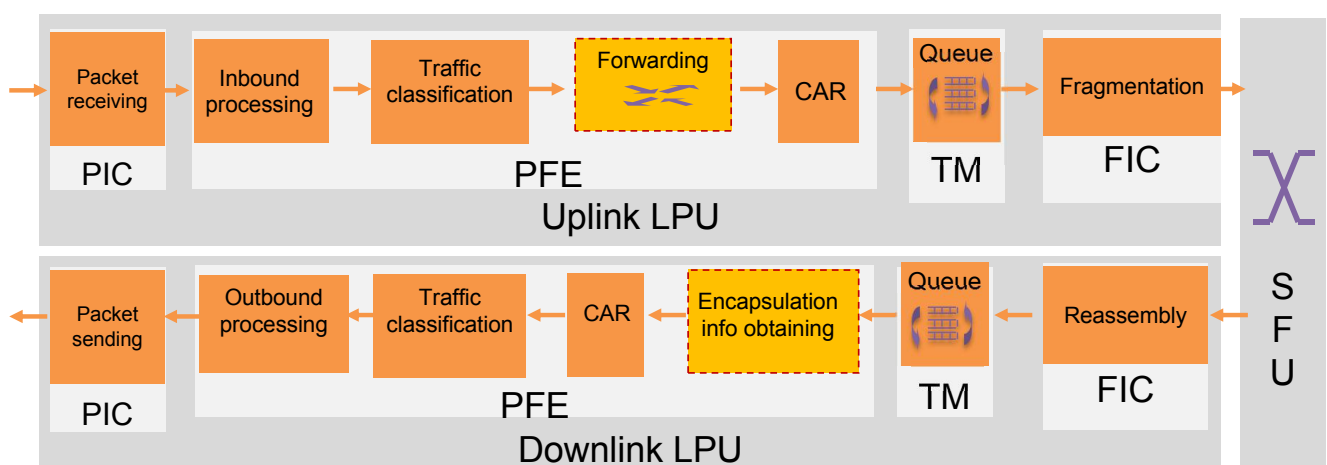 Packet
receiving
PIC
Inbound
processing
Traffic
classification
Forwarding
CAR
PFE
Queue
TM
Fragmentation
FIC
Uplink LPU
Packet
sending
PIC
Outbound
processing
Traffic
classification
CAR
Encapsulation
info obtaining
PFE
Queue
TM
Reassembly
FIC
Downlink LPU
S
F
U